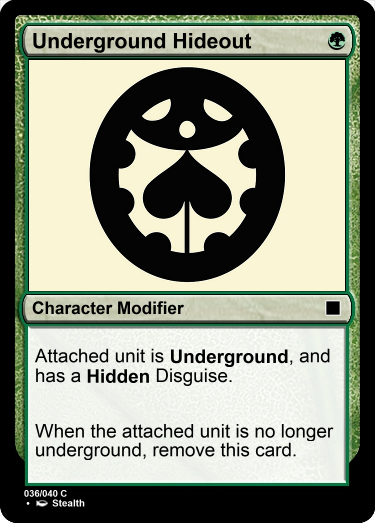 Underground Hideout
Character Modifier
Attached unit is Underground, and
has a Hidden Disguise.
When the attached unit is no longer
underground, remove this card.
036/040 C
• Stealth